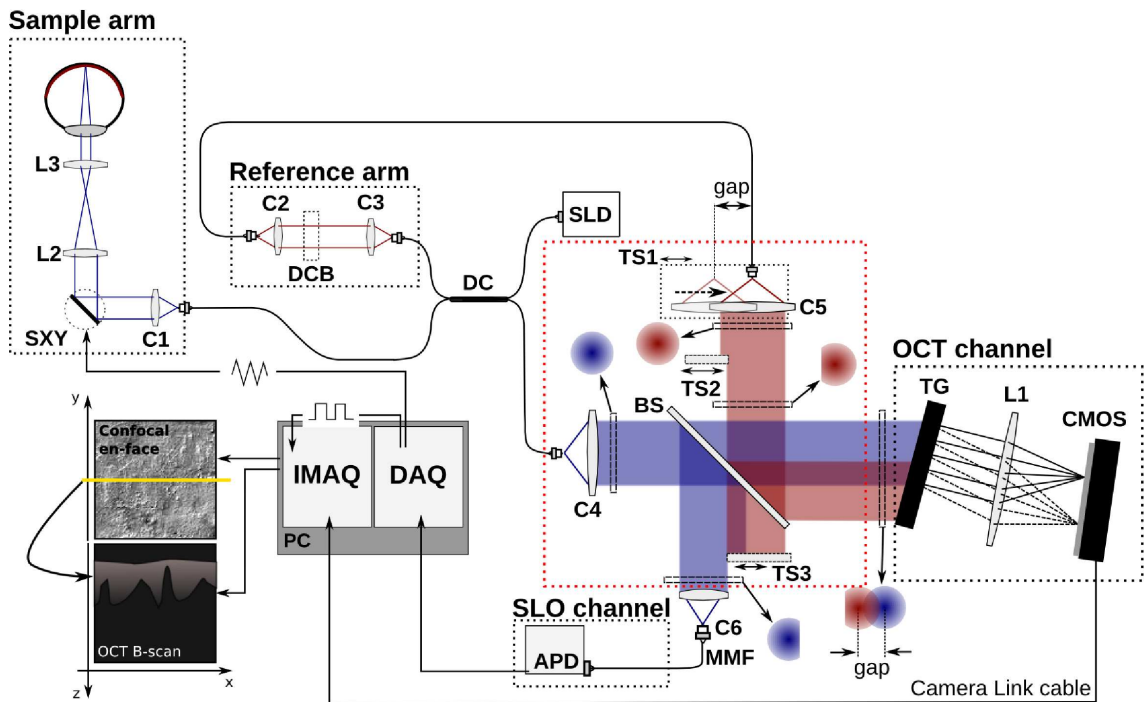 Sample arm
L3
L2
SXY
C1
Reference arm
C2
C3
DCB
DC
SLD
gap
TS1
C5
TS2
BS
C4
TS3
OCT channel
TG
L1
CMOS
y
Confocal
en-face
OCT B-scan
x
z
IMAQ
DAQ
PC
SLO channel
APD
C6
MMF
gap
Camera Link cable